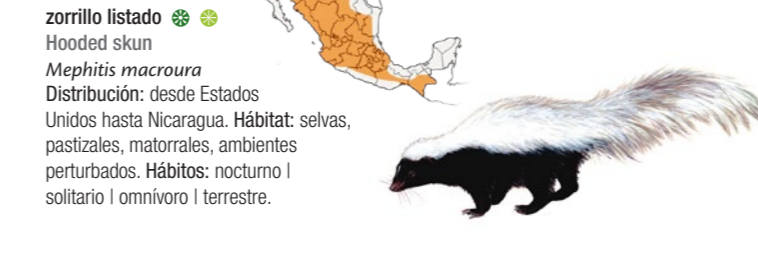 zorrillo listado
Hooded skun
Mephitis macroura
Distribución: desde Estados
Unidos hasta Nicaragua. Hábitat: selvas,
pastizales, matorrales, ambientes
perturbados. Hábitos: nocturno |
solitario | omnívoro | terrestre.